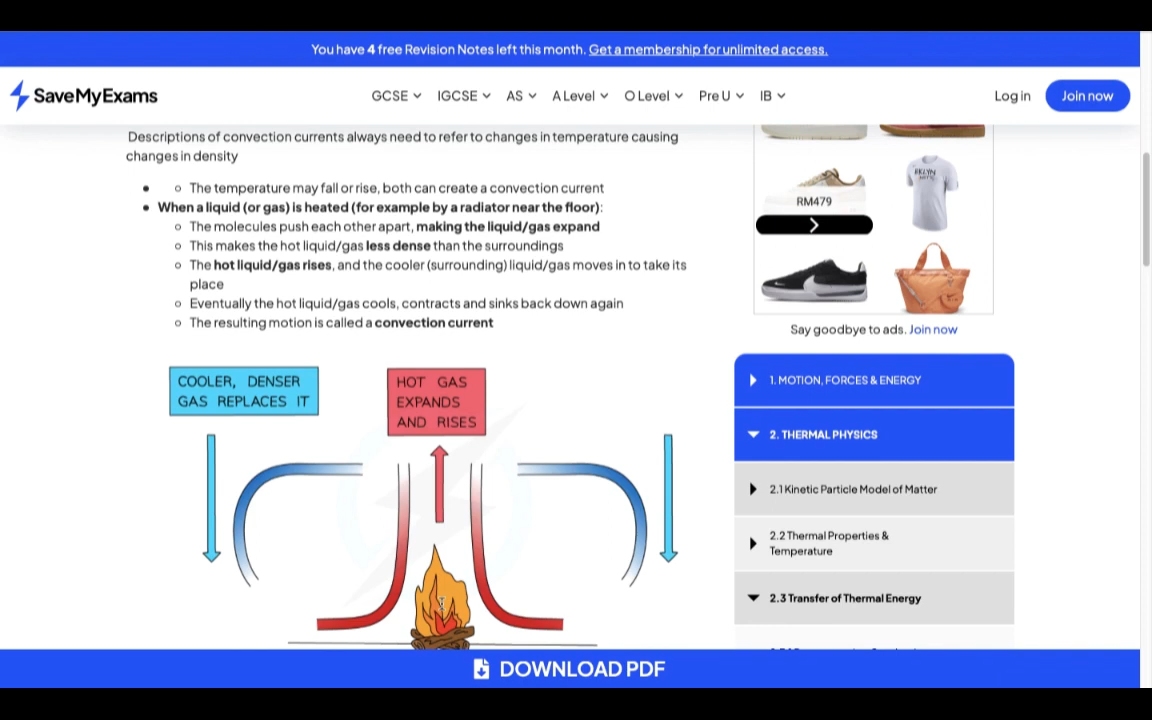 You have 4 free Revision Notes left this month. Get a membership for unlimited access.
SaveMyExams
GCSE IGCSE AS A Level O Level Pre U IB
Log in
Join now
Descriptions of convection currents always need to refer to changes in temperature causing
changes in density
The temperature may fall or rise, both can create a convection current
When a liquid (or gas) is heated (for example by a radiator near the floor):
The molecules push each other apart, making the liquid/gas expand
This makes the hot liquid/gas less dense than the surroundings
The hot liquid/gas rises, and the cooler (surrounding) liquid/gas moves in to take its
place
Eventually the hot liquid/gas cools, contracts and sinks back down again
The resulting motion is called a convection current
COOLER, DENSER
GAS REPLACES IT
HOT GAS
EXPANDS
AND RISES
RM479
Say goodbye to ads. Join now
1. MOTION, FORCES & ENERGY
2. THERMAL PHYSICS
2.1 Kinetic Particle Model of Matter
2.2 Thermal Properties &
Temperature
2.3 Transfer of Thermal Energy
DOWNLOAD PDF